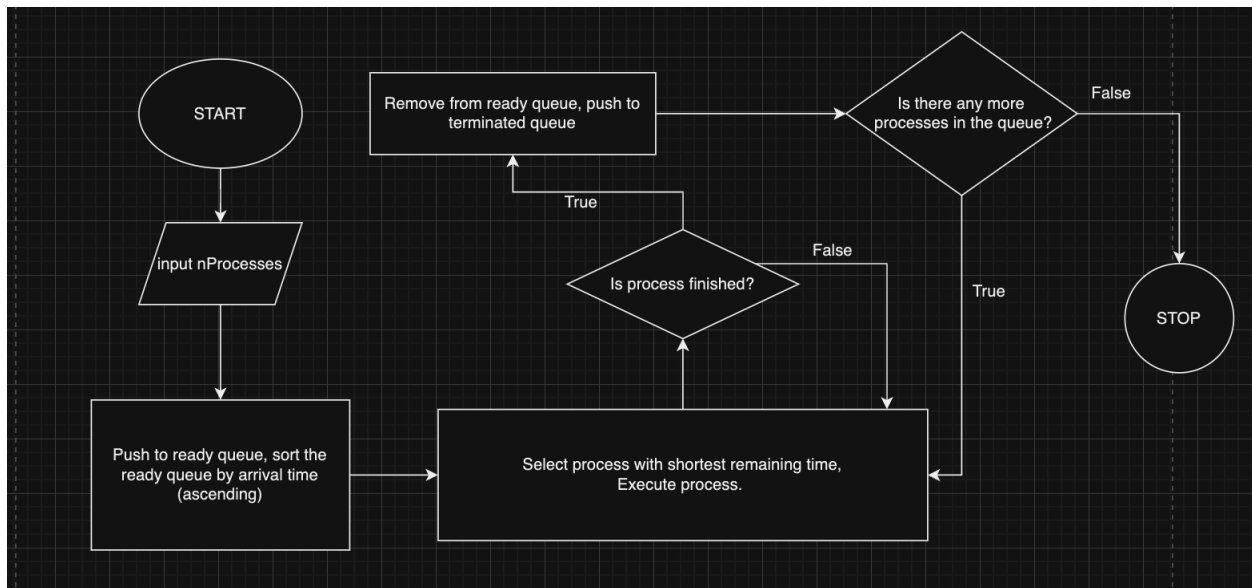 START
input nProcesses
Push to ready queue, sort the
ready queue by arrival time
(ascending)
Select process with shortest remaining time,
Execute process.
Is process finished?
True
False
Remove from ready queue, push to
terminated queue
Is there any more
processes in the queue?
False
True
STOP